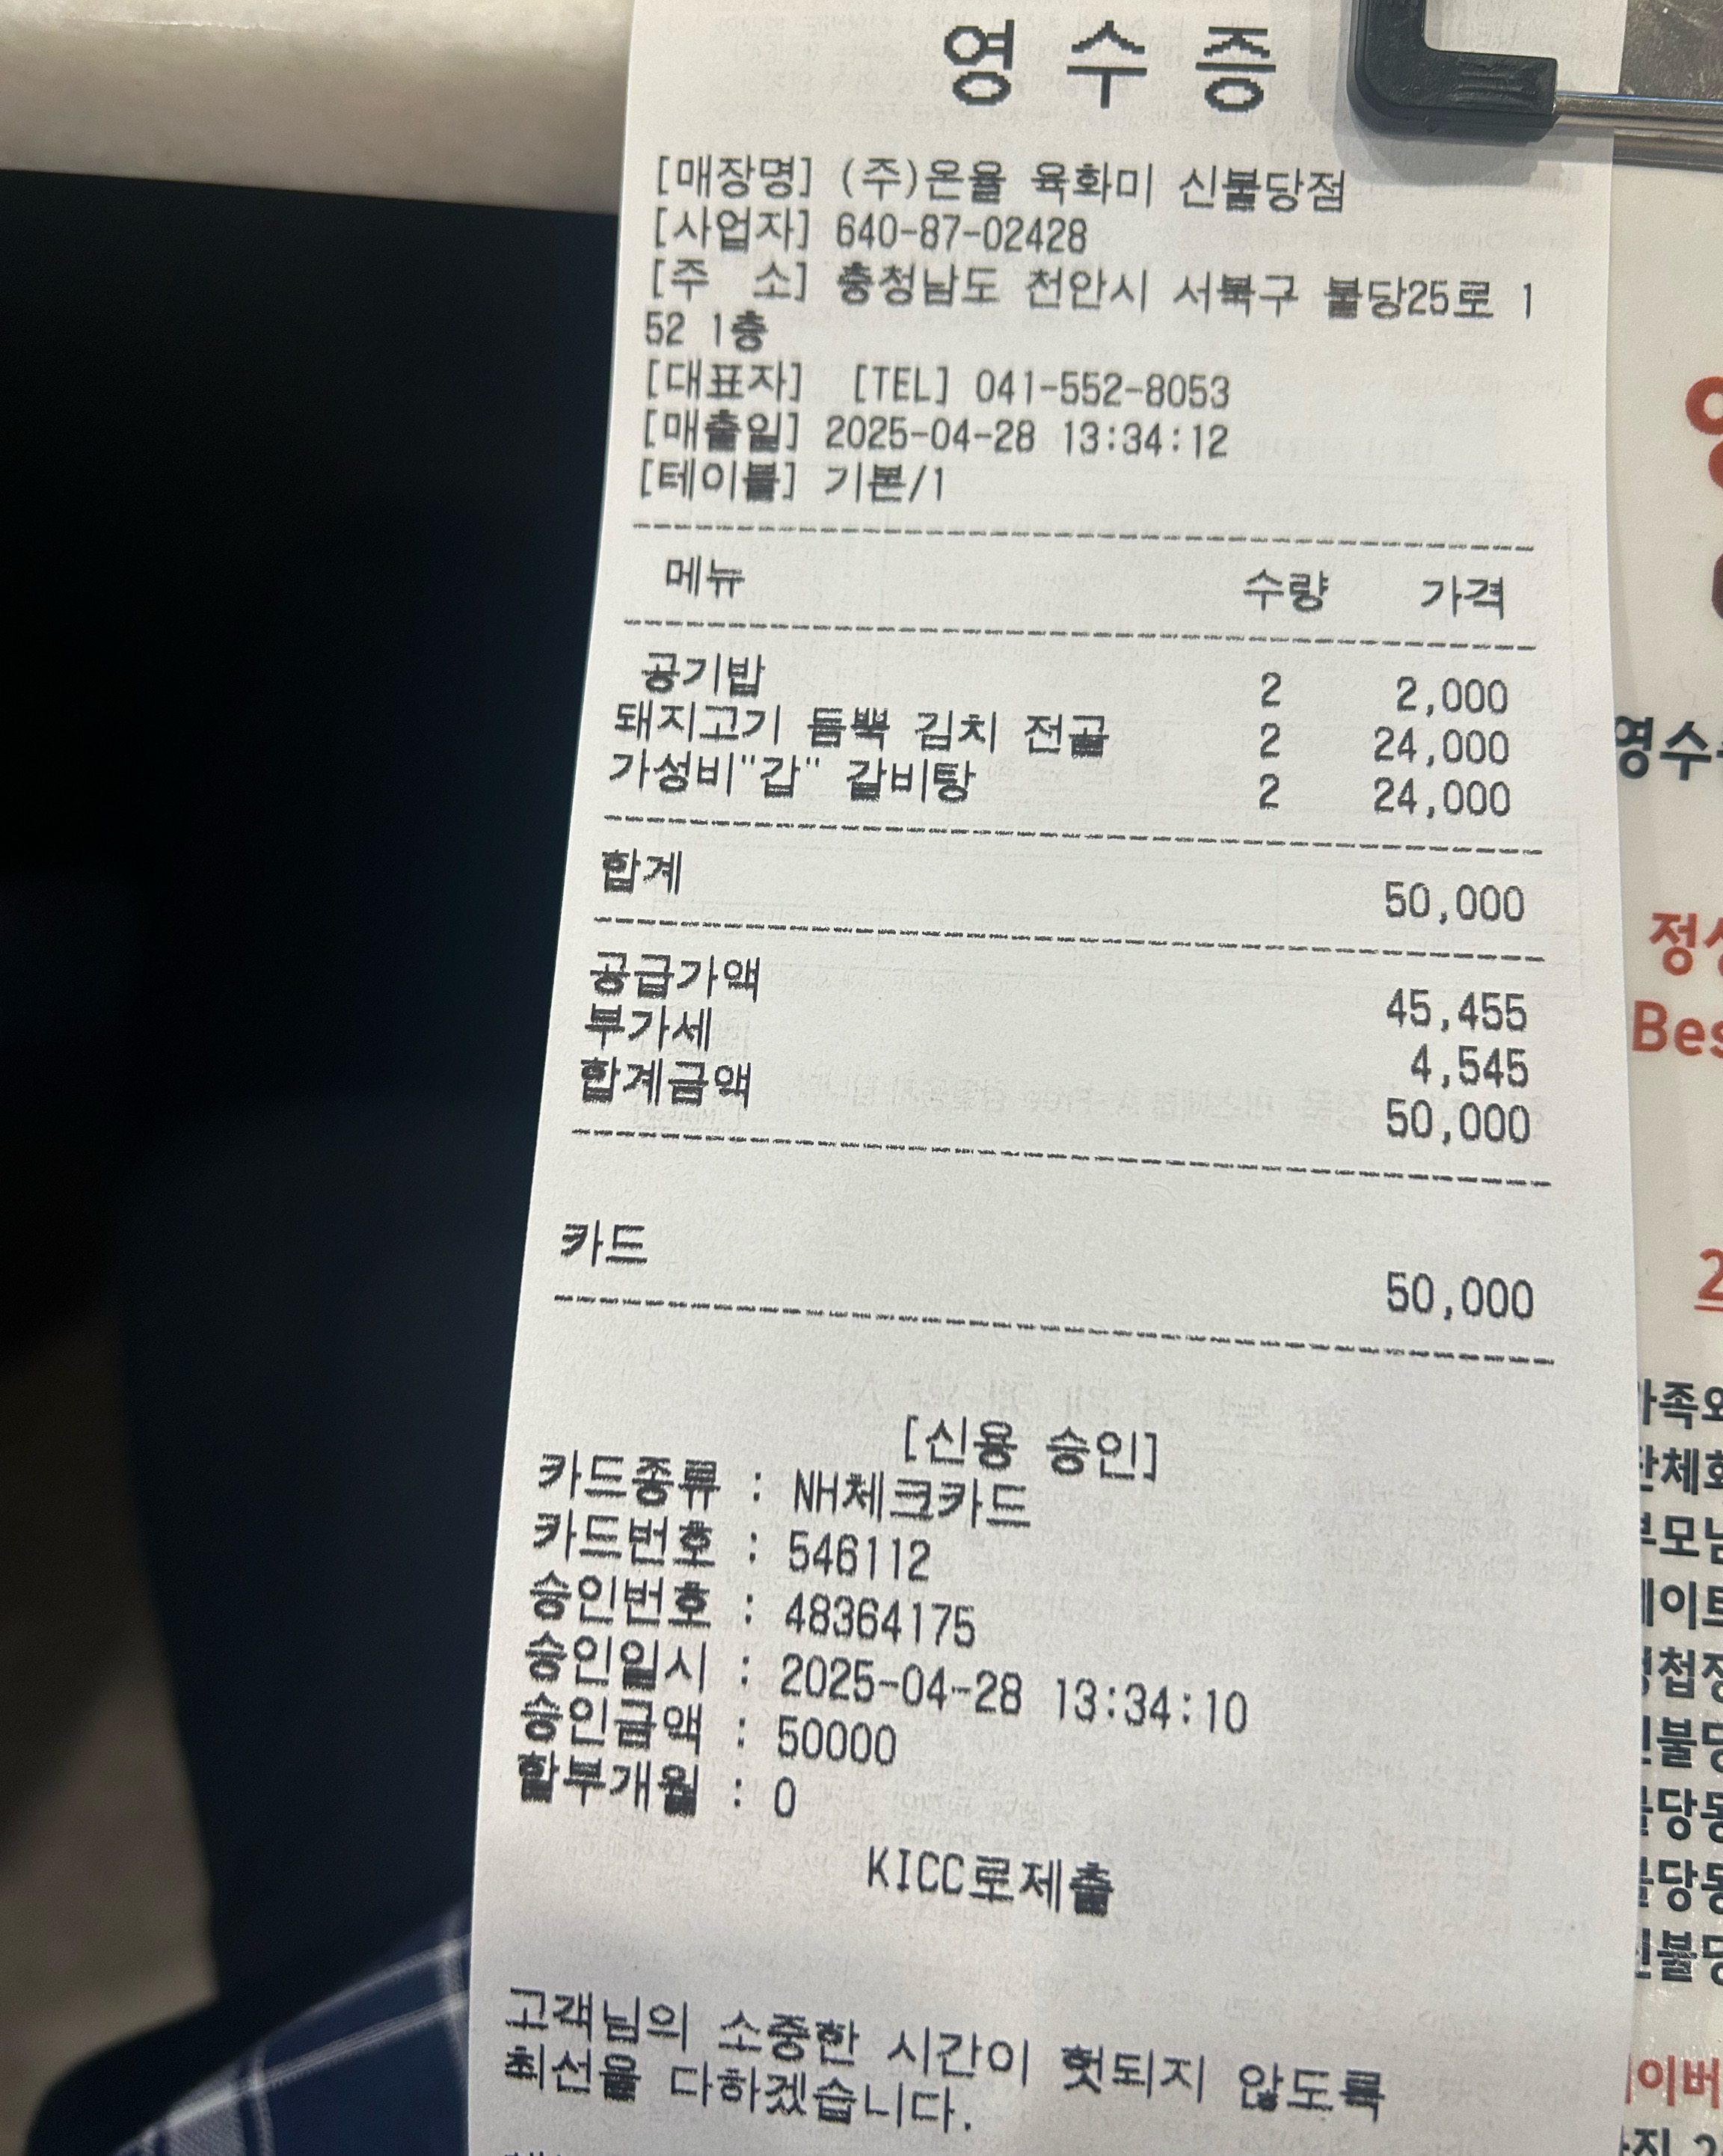 영 수 증
[매장명] (주)온율 육화미 신불당점
[사업자] 640-87-02428
[주 소] 충청남도 천안시 서북구 불당25로 1
52 1층
[대표자] [TEL] 041-552-8053
[매출일] 2025-04-28 13:34:12
[테이블] 기본/1
메뉴 수량 가격
공기밥 2 2,000
돼지고기 듬뿍 김치 전골 2 24,000
가성비"갑" 갈비탕 2 24,000
합계 50,000
공급가액 45,455
부가세 4,545
합계금액 50,000
카드 50,000
[신용 승인]
카드종류 : NH체크카드
카드번호 : 546112
승인번호 : 48364175
승인일시 : 2025-04-28 13:34:10
승인금액 : 50000
할부개월 : 0
KICC로제출
고객님의 소중한 시간이 헛되지 않도록
최선을 다하겠습니다.
영수
Bes
2